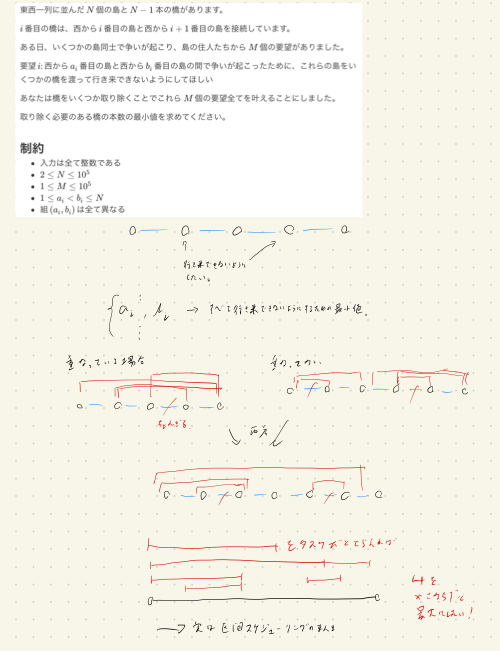 東西一列に並んだ N 個の島と N − 1 本の橋があります。
i 番目の橋は、西から i 番目の島と西から i + 1 番目の島を接続しています。
ある日、いくつかの島同士で争いが起こり、島の住人たちから M 個の要望がありました。
要望 i: 西から a_i 番目の島と西から b_i 番目の島の間で争いが起こったために、これらの島をい
くつかの橋を渡って行き来できないようにしてほしい
あなたは橋をいくつか取り除くことでこれら M 個の要望全てを叶えることにしました。
取り除く必要のある橋の本数の最小値を求めてください。
制約
• 入力は全て整数である
• 2 ≤ N ≤ 10^5
• 1 ≤ M ≤ 10^5
• 1 ≤ a_i < b_i ≤ N
• 組 (a_i, b_i) は全て異なる
行き来できないように
したい。
{ a_i, b_i → すべて行き来できないようにするための最小値。
重なっている場合
重なってない
ちょんぎる
両方
をタスクだととらえれば
を
× こわらずに
最大にしたい!
→ 区間スケジューリングのまんま